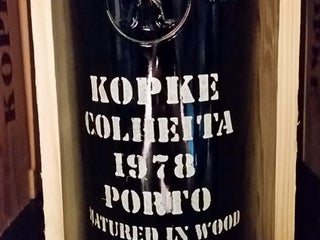 KOPKE
COLHEITA
1978
PORTO
MATURED IN WOOD